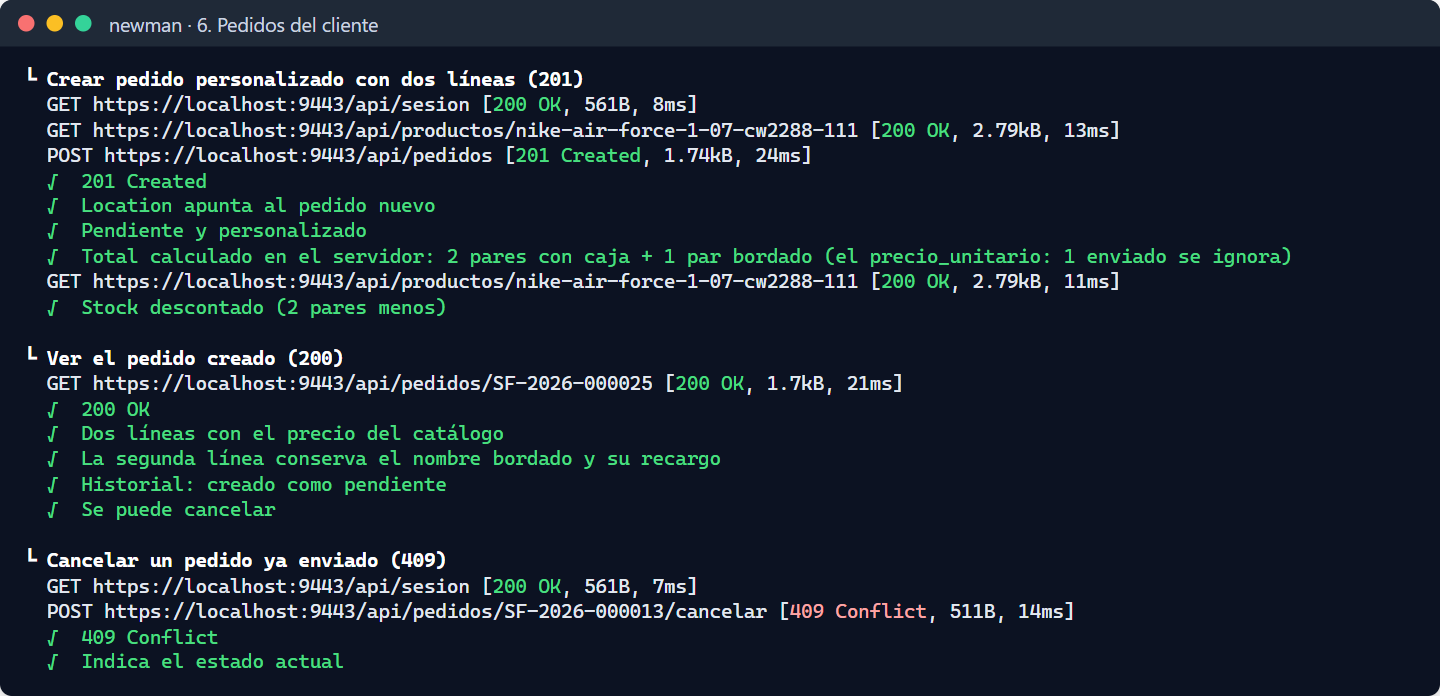 newman · 6. Pedidos del cliente
└ Crear pedido personalizado con dos líneas (201)
GET https://localhost:9443/api/sesion [200 OK, 561B, 8ms]
GET https://localhost:9443/api/productos/nike-air-force-1-07-cw2288-111 [200 OK, 2.79kB, 13ms]
POST https://localhost:9443/api/pedidos [201 Created, 1.74kB, 24ms]
√ 201 Created
√ Location apunta al pedido nuevo
√ Pendiente y personalizado
√ Total calculado en el servidor: 2 pares con caja + 1 par bordado (el precio_unitario: 1 enviado se ignora)
GET https://localhost:9443/api/productos/nike-air-force-1-07-cw2288-111 [200 OK, 2.79kB, 11ms]
√ Stock descontado (2 pares menos)
└ Ver el pedido creado (200)
GET https://localhost:9443/api/pedidos/SF-2026-000025 [200 OK, 1.7kB, 21ms]
√ 200 OK
√ Dos líneas con el precio del catálogo
√ La segunda línea conserva el nombre bordado y su recargo
√ Historial: creado como pendiente
√ Se puede cancelar
└ Cancelar un pedido ya enviado (409)
GET https://localhost:9443/api/sesion [200 OK, 561B, 7ms]
POST https://localhost:9443/api/pedidos/SF-2026-000013/cancelar [409 Conflict, 511B, 14ms]
√ 409 Conflict
√ Indica el estado actual